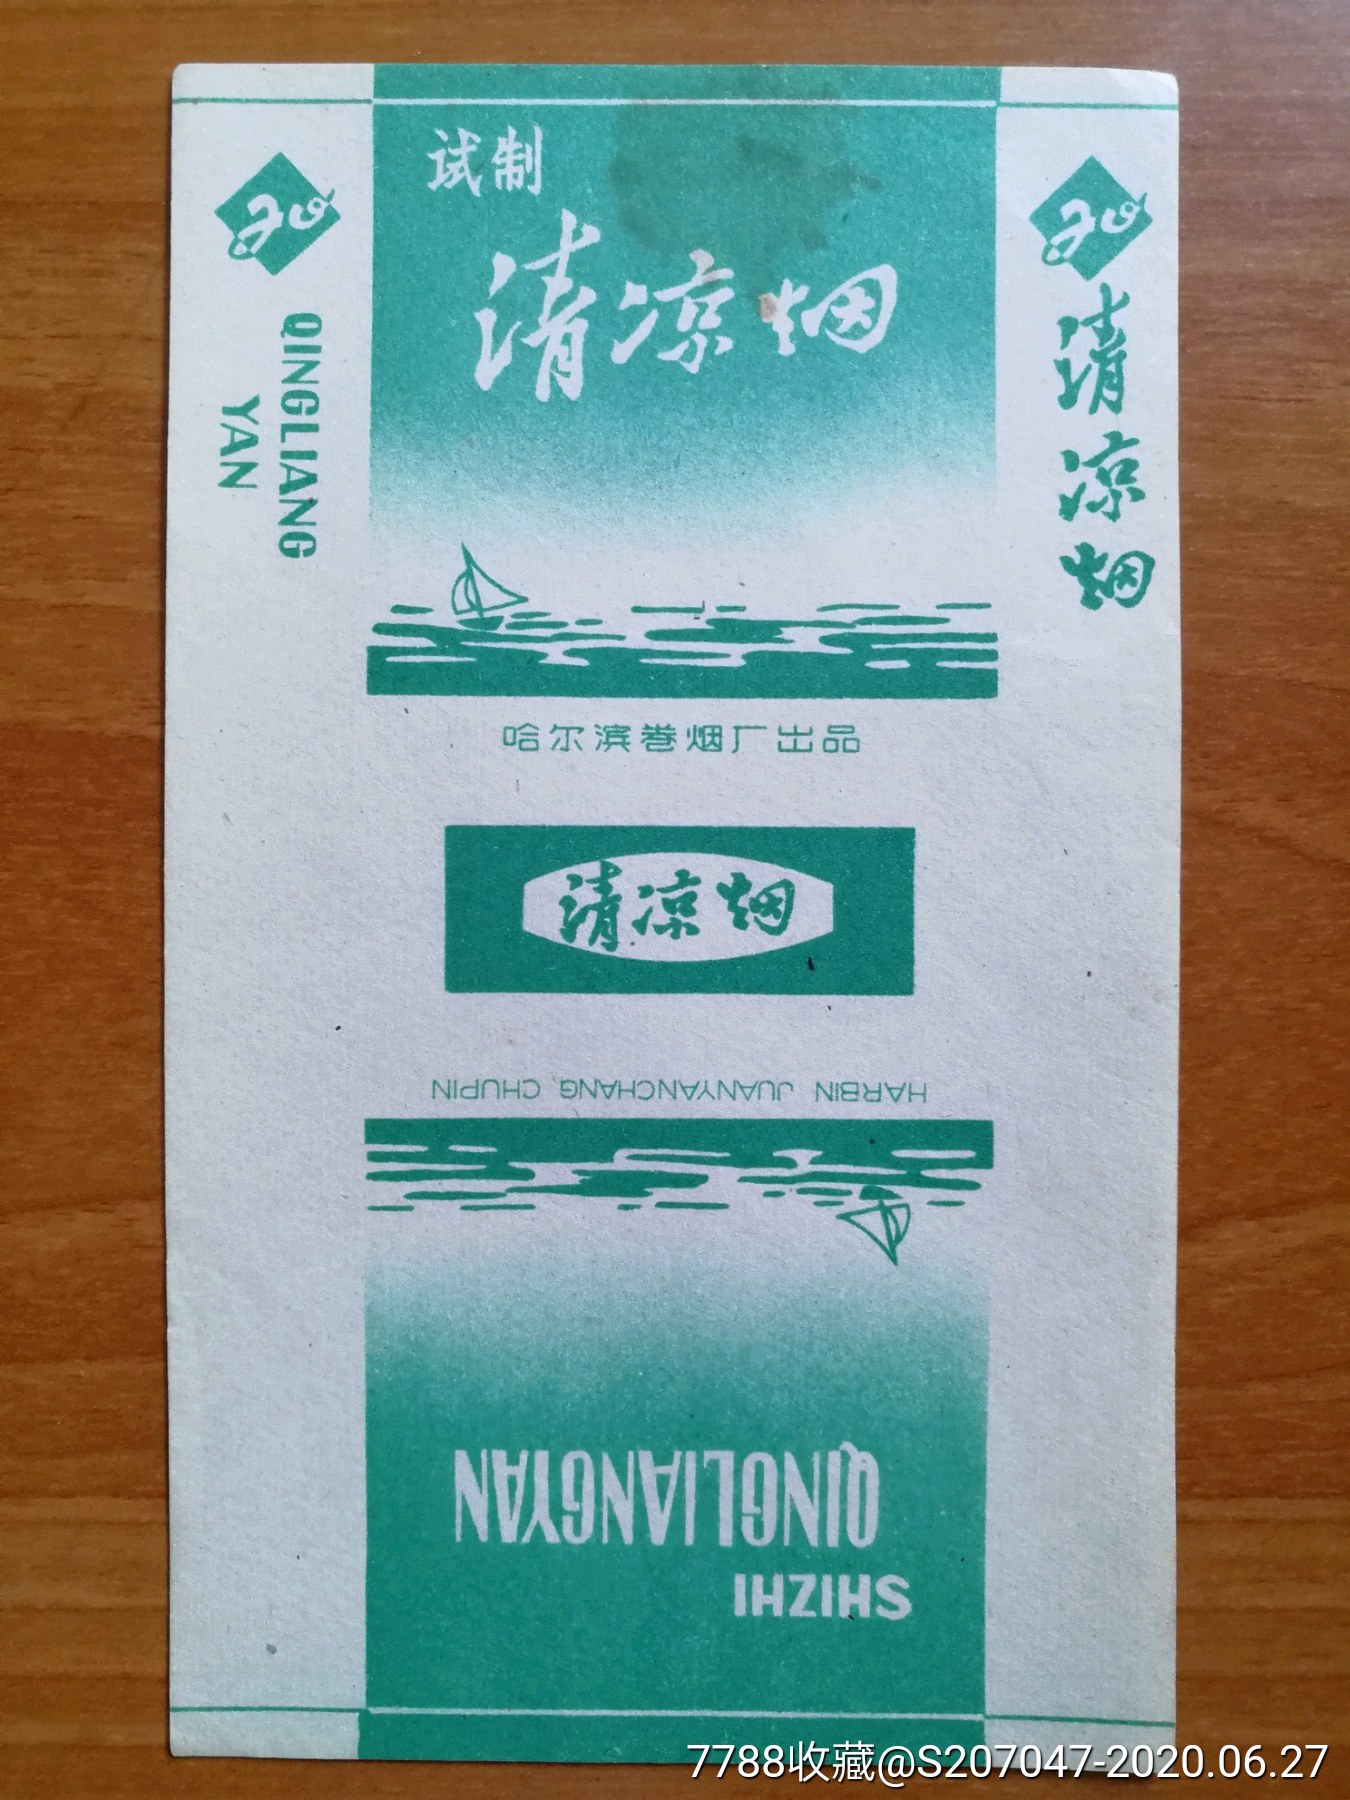 试制
清凉烟
QINGLIANG
YAN
清凉烟
哈尔滨卷烟厂出品
清凉烟
HARBIN JUANYANCHANG CHUPIN
QINGLIANGYAN
SHIZHI
7788收藏@S207047-2020.06.27